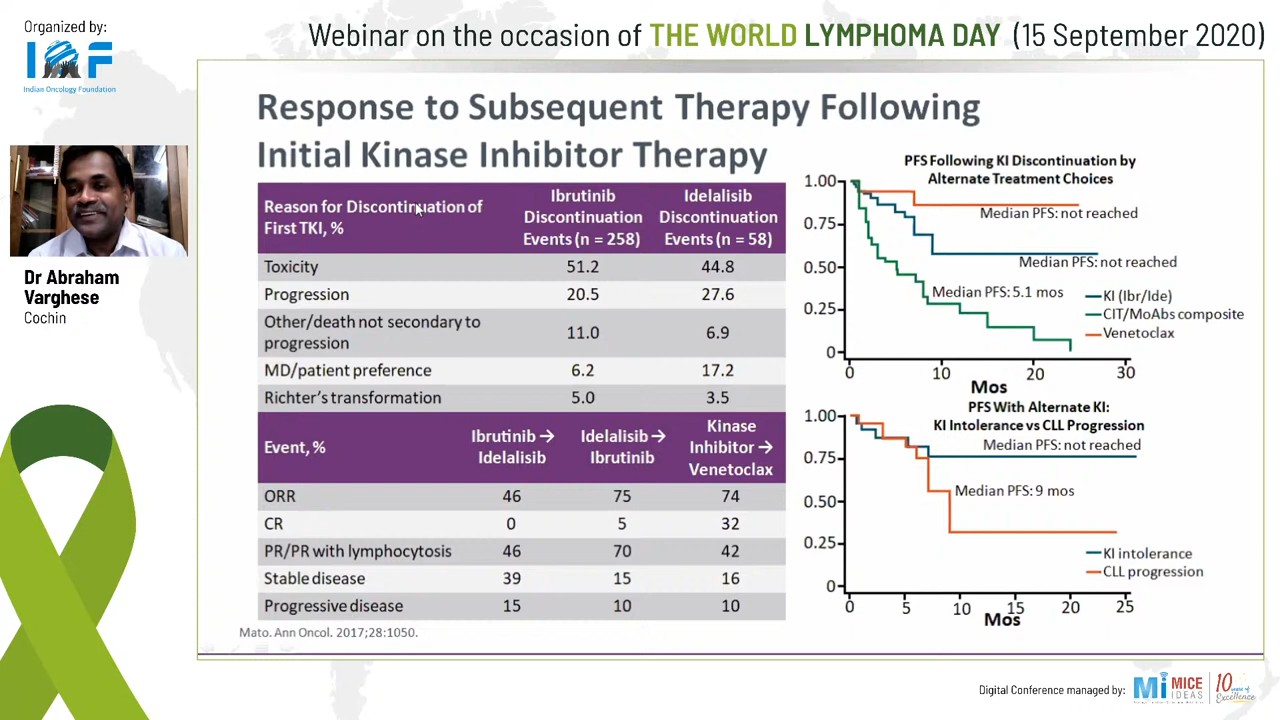 Organized by:
IOF
Indian Oncology Foundation
Webinar on the occasion of THE WORLD LYMPHOMA DAY (15 September 2020)
Dr Abraham
Varghese
Cochin
Response to Subsequent Therapy Following
Initial Kinase Inhibitor Therapy
Reason for Discontinuation of
First TKI, %
Ibrutinib
Discontinuation
Events (n = 258)
Idelalisib
Discontinuation
Events (n = 58)
Toxicity 51.2 44.8
Progression 20.5 27.6
Other/death not secondary to
progression 11.0 6.9
MD/patient preference 6.2 17.2
Richter's transformation 5.0 3.5
Event, %
Ibrutinib →
Idelalisib
Idelalisib →
Ibrutinib
Kinase
Inhibitor →
Venetoclax
ORR 46 75 74
CR 0 5 32
PR/PR with lymphocytosis 46 70 42
Stable disease 39 15 16
Progressive disease 15 10 10
Mato. Ann Oncol. 2017;28:1050.
PFS Following KI Discontinuation by
Alternate Treatment Choices
1.00
0.75
0.50
0.25
0
Median PFS: not reached
Median PFS: not reached
Median PFS: 5.1 mos
KI (Ibr/Ide)
CIT/MoAbs composite
Venetoclax
0 10 20 30
Mos
PFS With Alternate KI:
KI Intolerance vs CLL Progression
1.00
0.75
0.50
0.25
0
Median PFS: not reached
Median PFS: 9 mos
KI intolerance
CLL progression
0 5 10 15 20 25
Mos
Digital Conference managed by:
Mi MICE
IDEAS
10 years of
Excellence